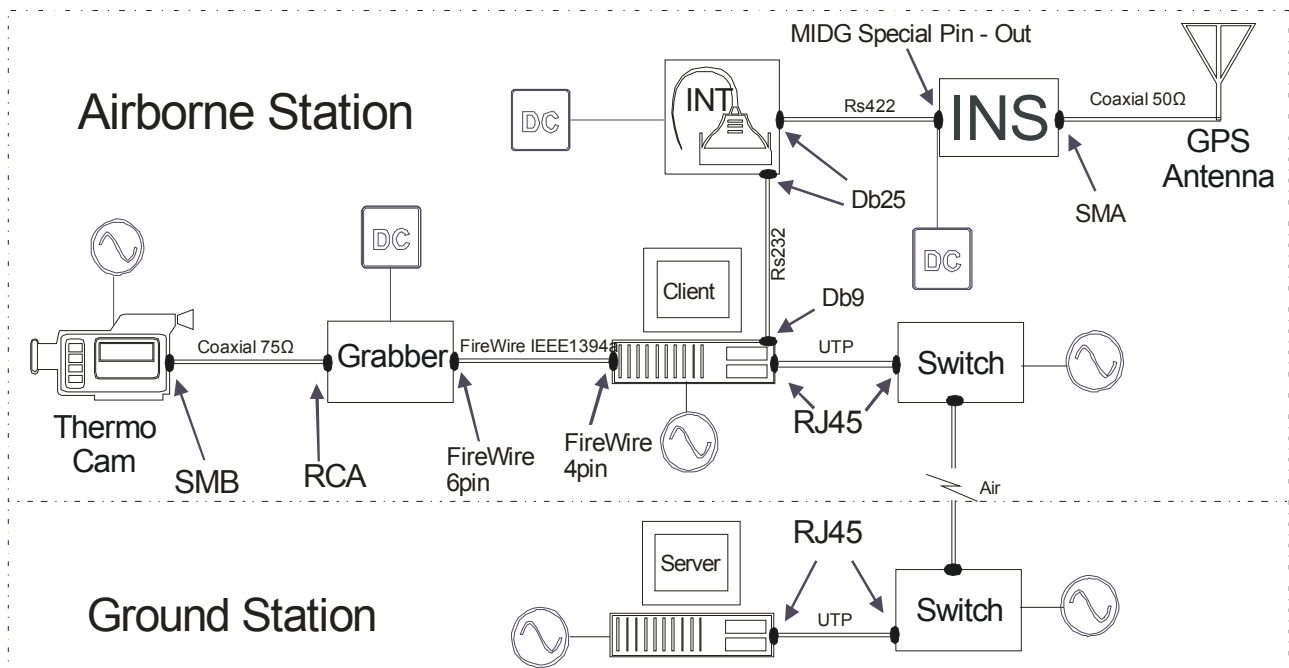 MIDG Special Pin - Out
Airborne Station
DC
INT
Rs422
INS
Coaxial 50Ω
GPS
Antenna
Db25
SMA
DC
DC
Rs232
Client
Db9
Coaxial 75Ω
Grabber
FireWire IEEE1394a
UTP
Switch
Thermo
Cam
SMB
RCA
FireWire
6pin
FireWire
4pin
RJ45
Air
Server
RJ45
Ground Station
UTP
Switch